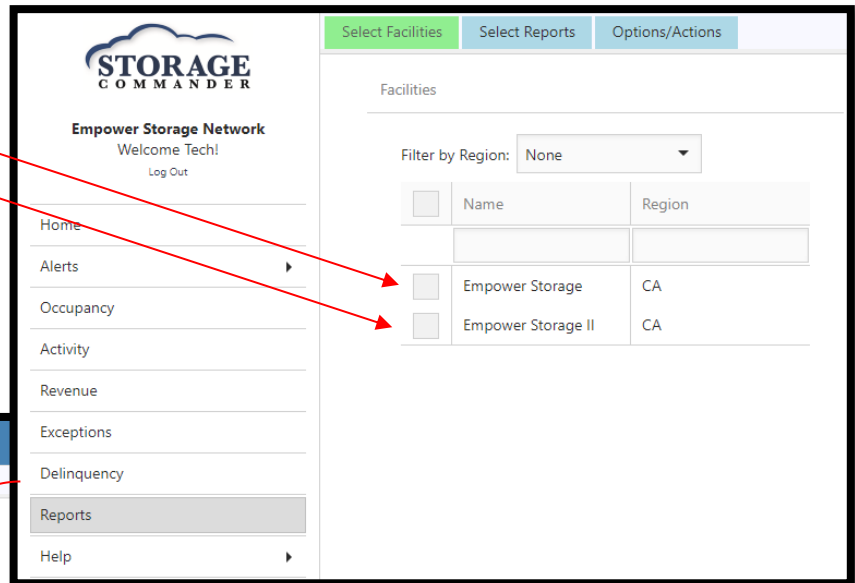 STORAGE
COMMANDER
Empower Storage Network
Welcome Tech!
Log Out
Home
Alerts
Occupancy
Activity
Revenue
Exceptions
Delinquency
Reports
Help
Select Facilities Select Reports Options/Actions
Facilities
Filter by Region: None
Name Region
Empower Storage CA
Empower Storage II CA